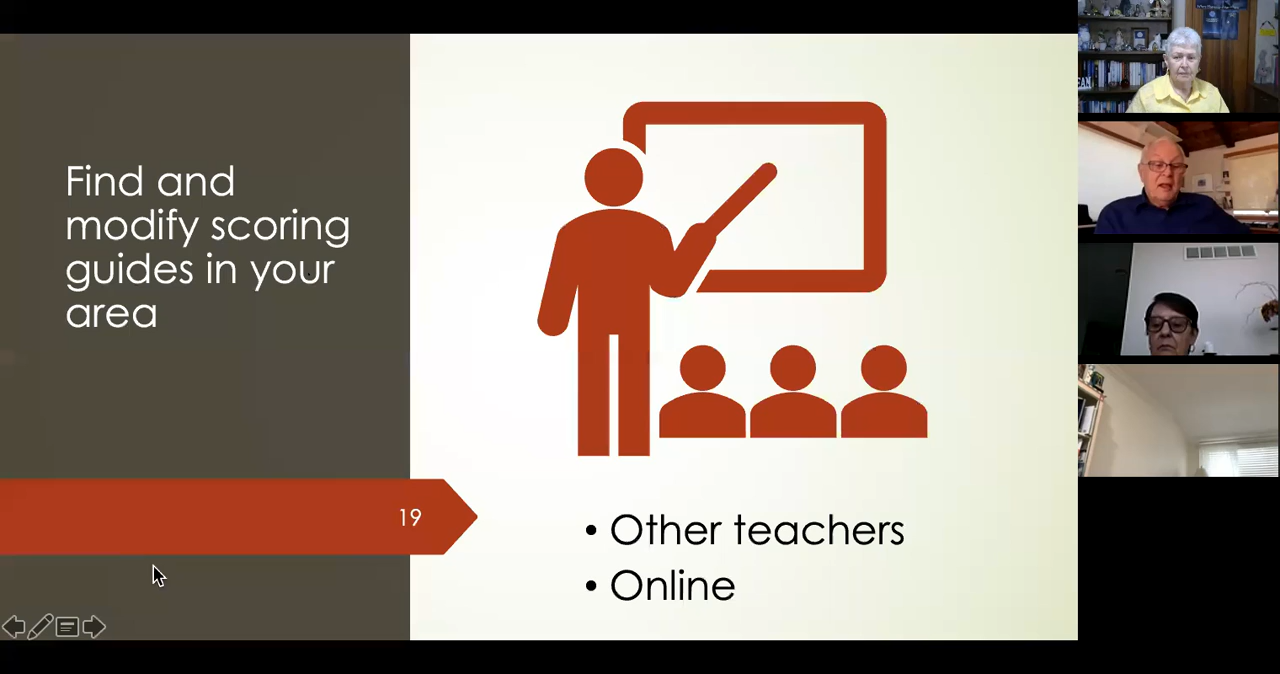 Find and
modify scoring
guides in your
area
19
• Other teachers
• Online